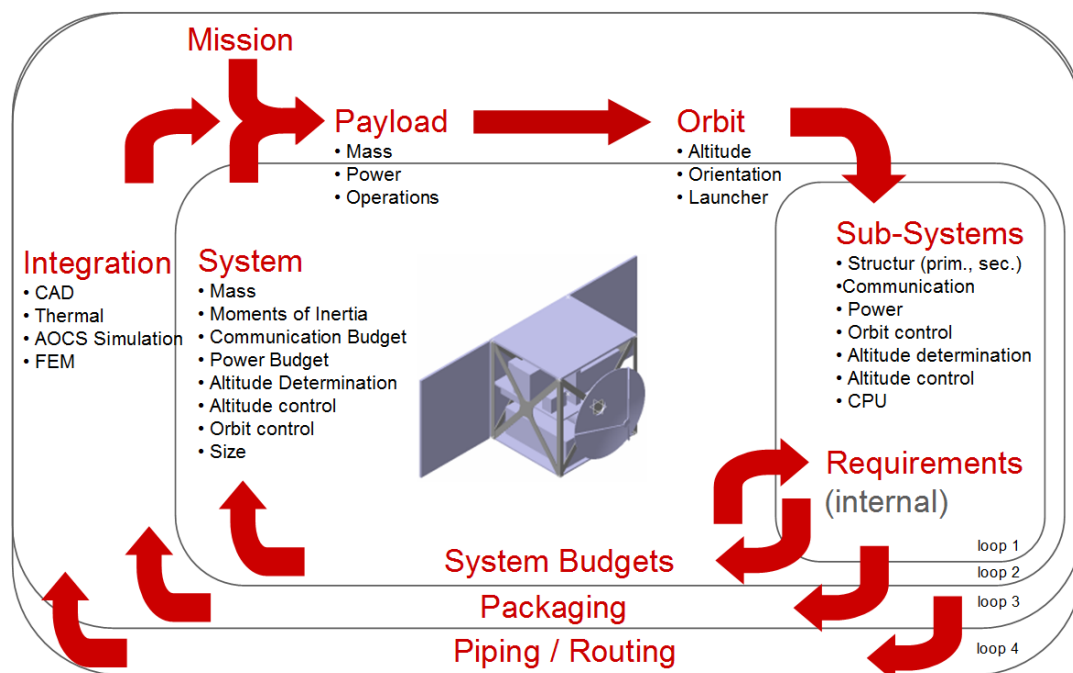 Mission
Payload
• Mass
• Power
• Operations
Orbit
• Altitude
• Orientation
• Launcher
Integration
• CAD
• Thermal
• AOCS Simulation
• FEM
System
• Mass
• Moments of Inertia
• Communication Budget
• Power Budget
• Altitude Determination
• Altitude control
• Orbit control
• Size
Sub-Systems
• Structur (prim., sec.)
•Communication
• Power
• Orbit control
• Altitude determination
• Altitude control
• CPU
Requirements
(internal)
loop 1
System Budgets
loop 2
Packaging
loop 3
Piping / Routing
loop 4